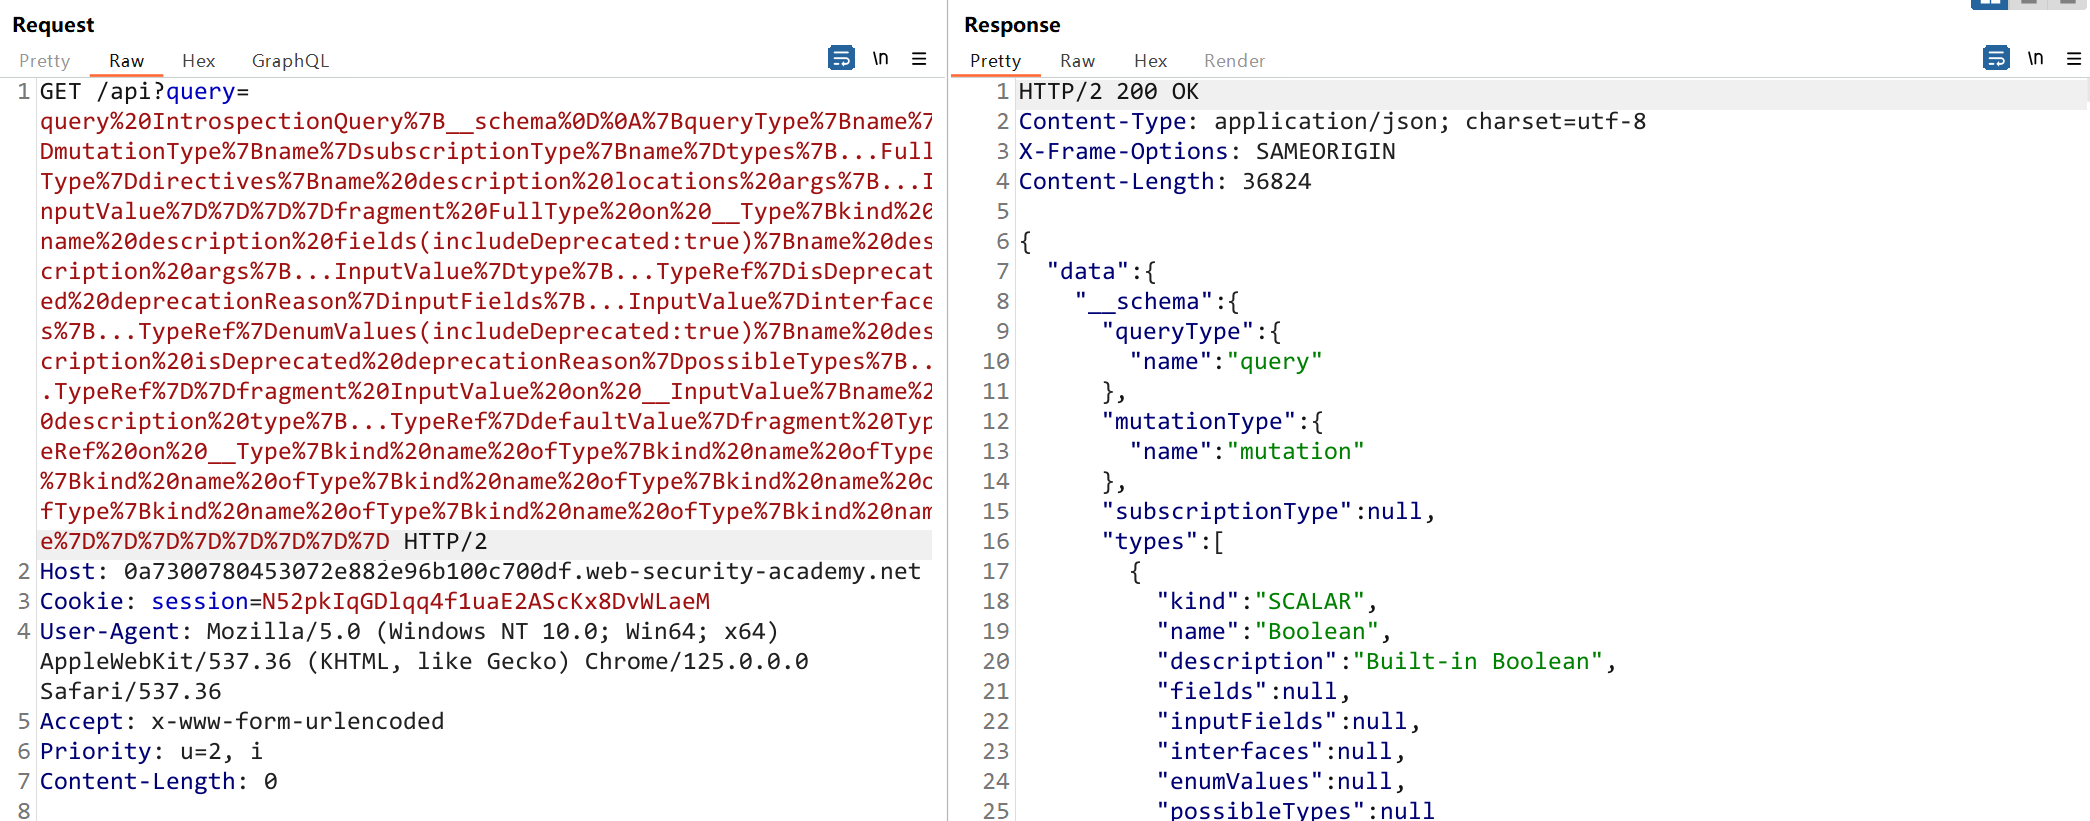 Request
Pretty Raw Hex GraphQL \n
1 GET /api?query=
query%20IntrospectionQuery%7B__schema%0D%0A%7BqueryType%7Bname%7
DmutationType%7Bname%7DsubscriptionType%7Bname%7Dtypes%7B...Full
Type%7Ddirectives%7Bname%20description%20locations%20args%7B...I
nputValue%7D%7D%7D%7Dfragment%20FullType%20on%20__Type%7Bkind%20
name%20description%20fields(includeDeprecated:true)%7Bname%20des
cription%20args%7B...InputValue%7Dtype%7B...TypeRef%7DisDeprecat
ed%20deprecationReason%7DinputFields%7B...InputValue%7Dinterface
s%7B...TypeRef%7DenumValues(includeDeprecated:true)%7Bname%20des
cription%20isDeprecated%20deprecationReason%7DpossibleTypes%7B..
.TypeRef%7D%7Dfragment%20InputValue%20on%20__InputValue%7Bname%2
0description%20type%7B...TypeRef%7DdefaultValue%7Dfragment%20Typ
eRef%20on%20__Type%7Bkind%20name%20ofType%7Bkind%20name%20ofType
%7Bkind%20name%20ofType%7Bkind%20name%20ofType%7Bkind%20name%20o
fType%7Bkind%20name%20ofType%7Bkind%20name%20ofType%7Bkind%20nam
e%7D%7D%7D%7D%7D%7D%7D%7D HTTP/2
2 Host: 0a7300780453072e882e96b100c700df.web-security-academy.net
3 Cookie: session=N52pkIqGDlqq4f1uaE2AScKx8DvWLaeM
4 User-Agent: Mozilla/5.0 (Windows NT 10.0; Win64; x64)
AppleWebKit/537.36 (KHTML, like Gecko) Chrome/125.0.0.0
Safari/537.36
5 Accept: x-www-form-urlencoded
6 Priority: u=2, i
7 Content-Length: 0
8
Response
Pretty Raw Hex Render \n
1 HTTP/2 200 OK
2 Content-Type: application/json; charset=utf-8
3 X-Frame-Options: SAMEORIGIN
4 Content-Length: 36824
5
6 {
7 "data":{
8 "__schema":{
9 "queryType":{
10 "name":"query"
11 },
12 "mutationType":{
13 "name":"mutation"
14 },
15 "subscriptionType":null,
16 "types":[
17 {
18 "kind":"SCALAR",
19 "name":"Boolean",
20 "description":"Built-in Boolean",
21 "fields":null,
22 "inputFields":null,
23 "interfaces":null,
24 "enumValues":null,
25 "possibleTypes":null